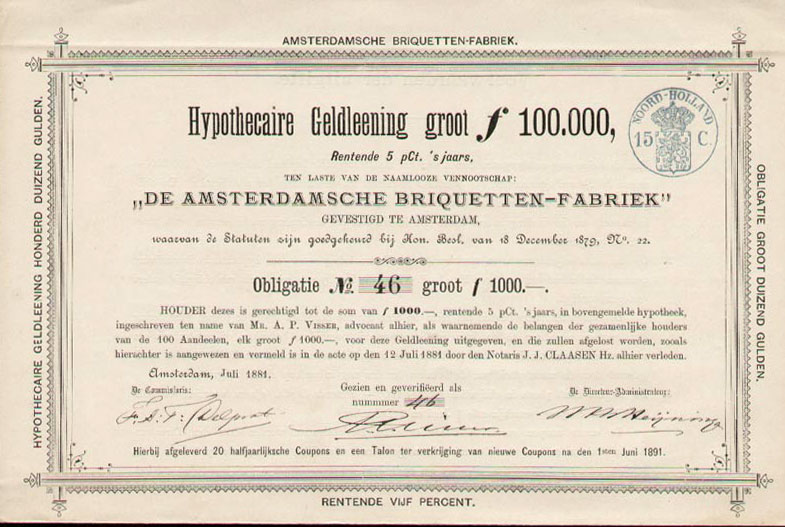 AMSTERDAMSCHE BRIQUETTEN-FABRIEK.
HYPOTHECAIRE GELDLEENING HONDERD DUIZEND GULDEN.
Hypothecaire Geldleening groot ƒ 100.000,
NOORD-HOLLAND
15 C.
Rentende 5 pCt. 's jaars,
TEN LASTE VAN DE NAAMLOOZE VENNOOTSCHAP:
„DE AMSTERDAMSCHE BRIQUETTEN-FABRIEK"
GEVESTIGD TE AMSTERDAM,
waarvan de Statuten zijn goedgekeurd bij Kon. Besl. van 18 December 1879, No. 22.
Obligatie No. 46 groot ƒ 1000.—.
HOUDER dezes is gerechtigd tot de som van ƒ 1000.—, rentende 5 pCt. 's jaars, in bovengemelde hypotheek,
ingeschreven ten name van Mr. A. P. Visser, advocaat alhier, als waarnemende de belangen der gezamenlijke houders
van de 100 Aandeelen, elk groot ƒ 1000.—, voor deze Geldleening uitgegeven, en die zullen afgelost worden, zooals
hierachter is aangewezen en vermeld is in de acte op den 12 Juli 1881 door den Notaris J. J. CLAASEN Hz. alhier verleden.
Amsterdam, Juli 1881.
De Commissaris:
Gezien en geverifiëerd als
nummmer 46
De Directeur-Administrateur:
Hierbij afgeleverd 20 halfjaarlijksche Coupons en een Talon ter verkrijging van nieuwe Coupons na den 1sten Juni 1891.
OBLIGATIE GROOT DUIZEND GULDEN.
RENTENDE VIJF PERCENT.